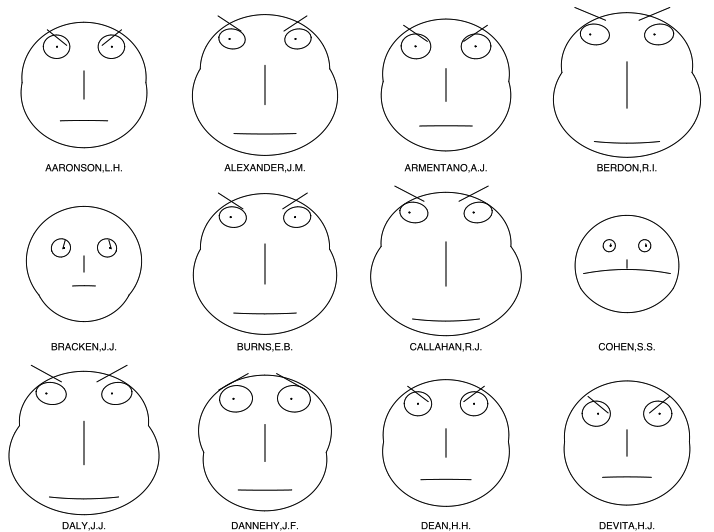 AARONSON,L.H.
ALEXANDER,J.M.
ARMENTANO,A.J.
BERDON,R.I.
BRACKEN,J.J.
BURNS,E.B.
CALLAHAN,R.J.
COHEN,S.S.
DALY,J.J.
DANNEHY,J.F.
DEAN,H.H.
DEVITA,H.J.